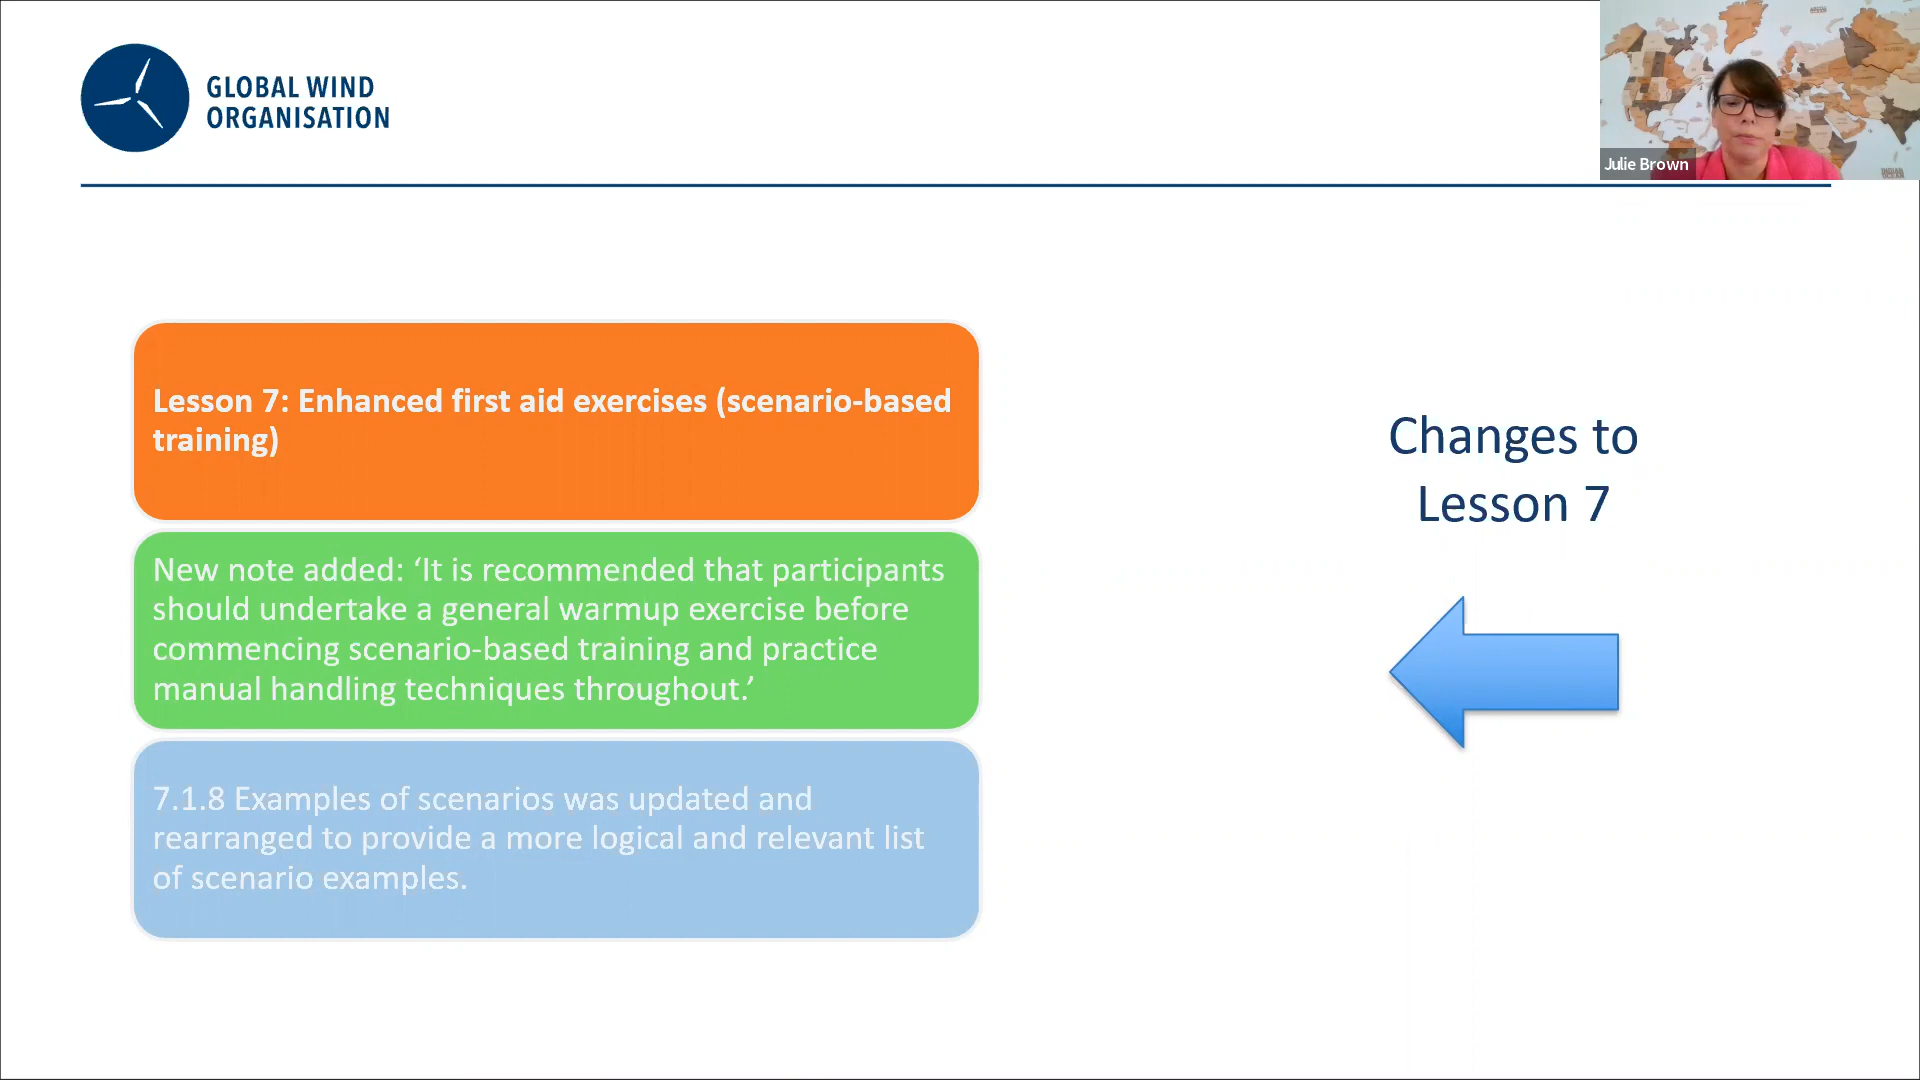 GLOBAL WIND
ORGANISATION
Julie Brown
Lesson 7: Enhanced first aid exercises (scenario-based
training)
New note added: ‘It is recommended that participants
should undertake a general warmup exercise before
commencing scenario-based training and practice
manual handling techniques throughout.’
7.1.8 Examples of scenarios was updated and
rearranged to provide a more logical and relevant list
of scenario examples.
Changes to
Lesson 7